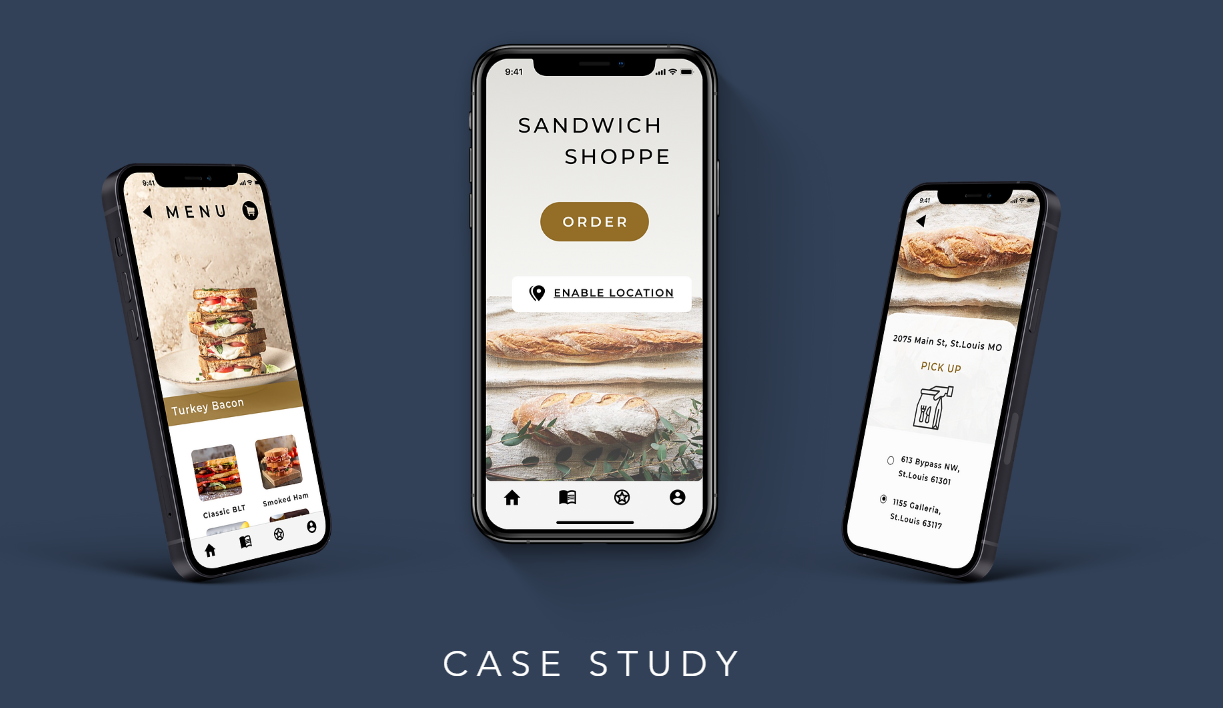 9:41
MENU
Turkey Bacon
Classic BLT
Smoked Ham
9:41
SANDWICH
SHOPPE
ORDER
ENABLE LOCATION
9:41
2075 Main St, St.Louis MO
PICK UP
613 Bypass NW,
St.Louis 61301
1155 Galleria,
St.Louis 63117
CASE STUDY